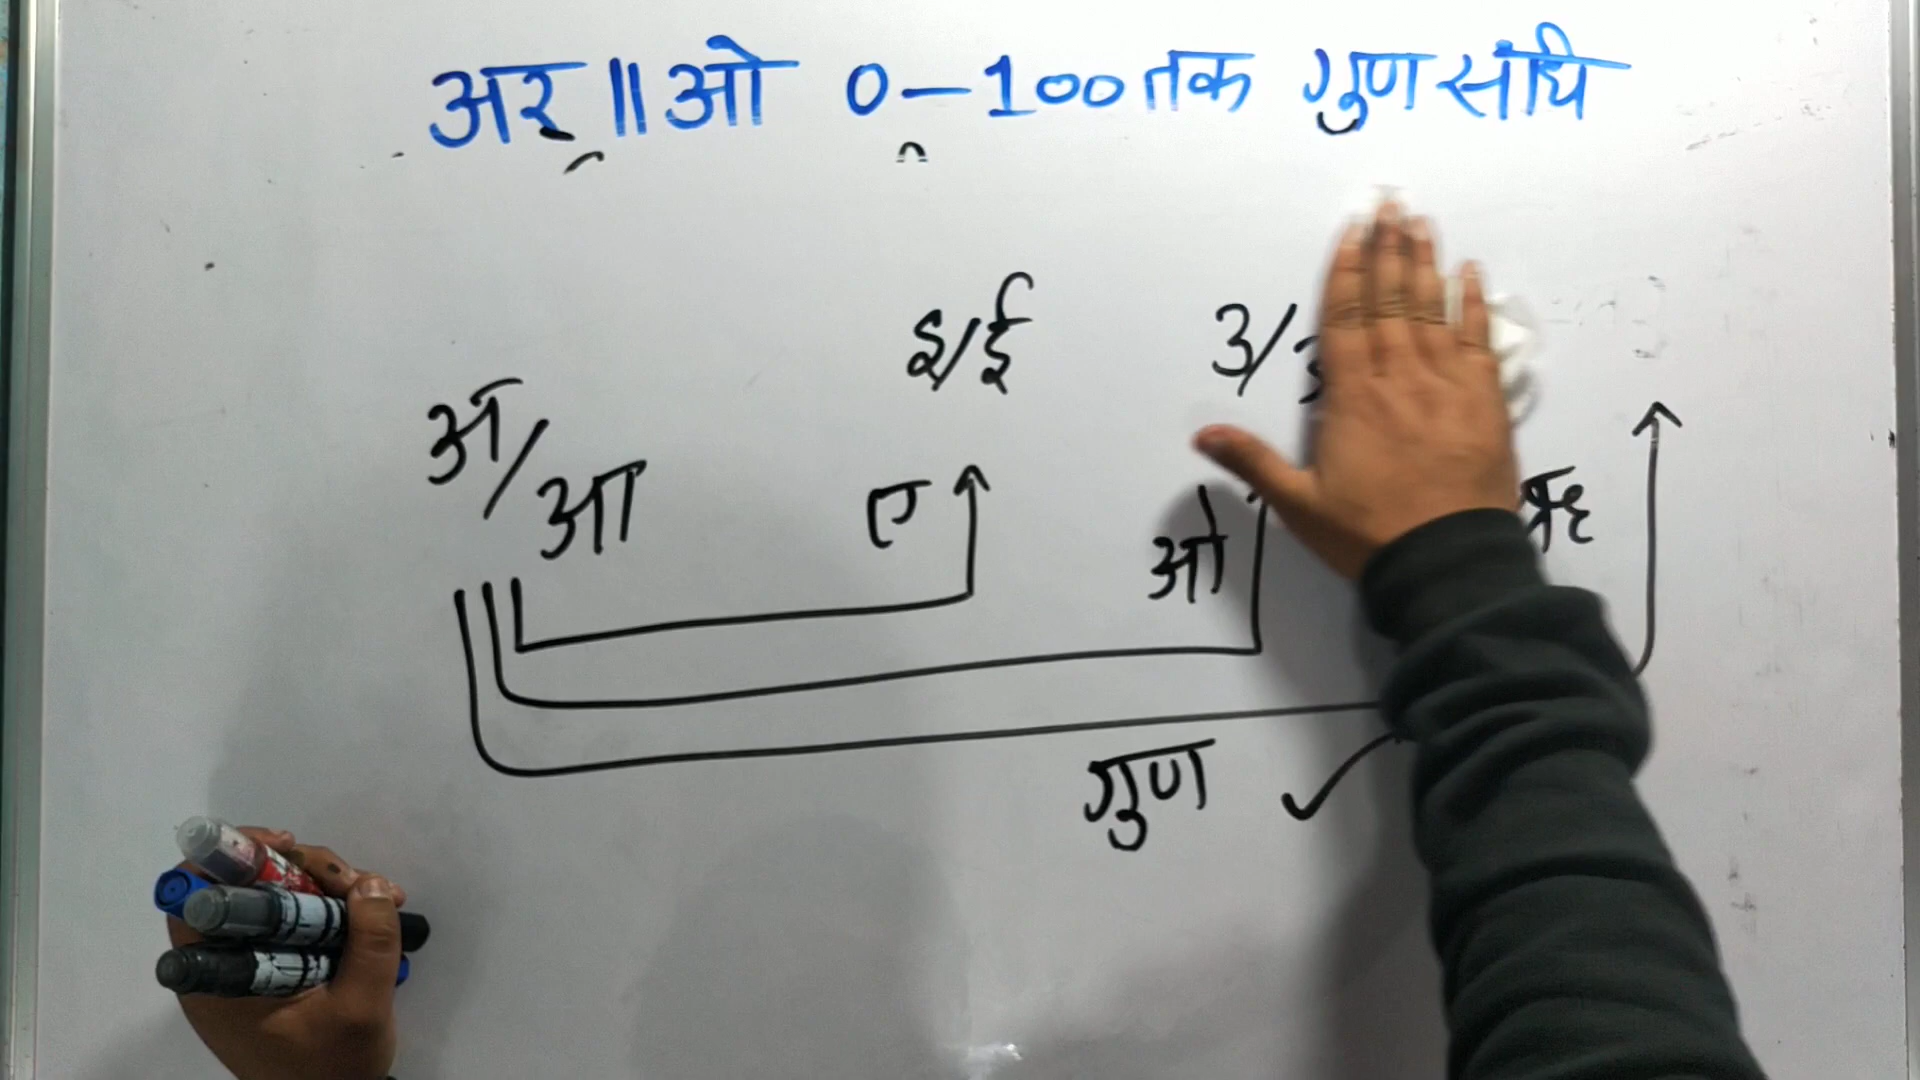 अर् ॥ ओ 0-100 तक गुण संधि
इ/ई उ/
अ/आ ए ओ
गुण ✓